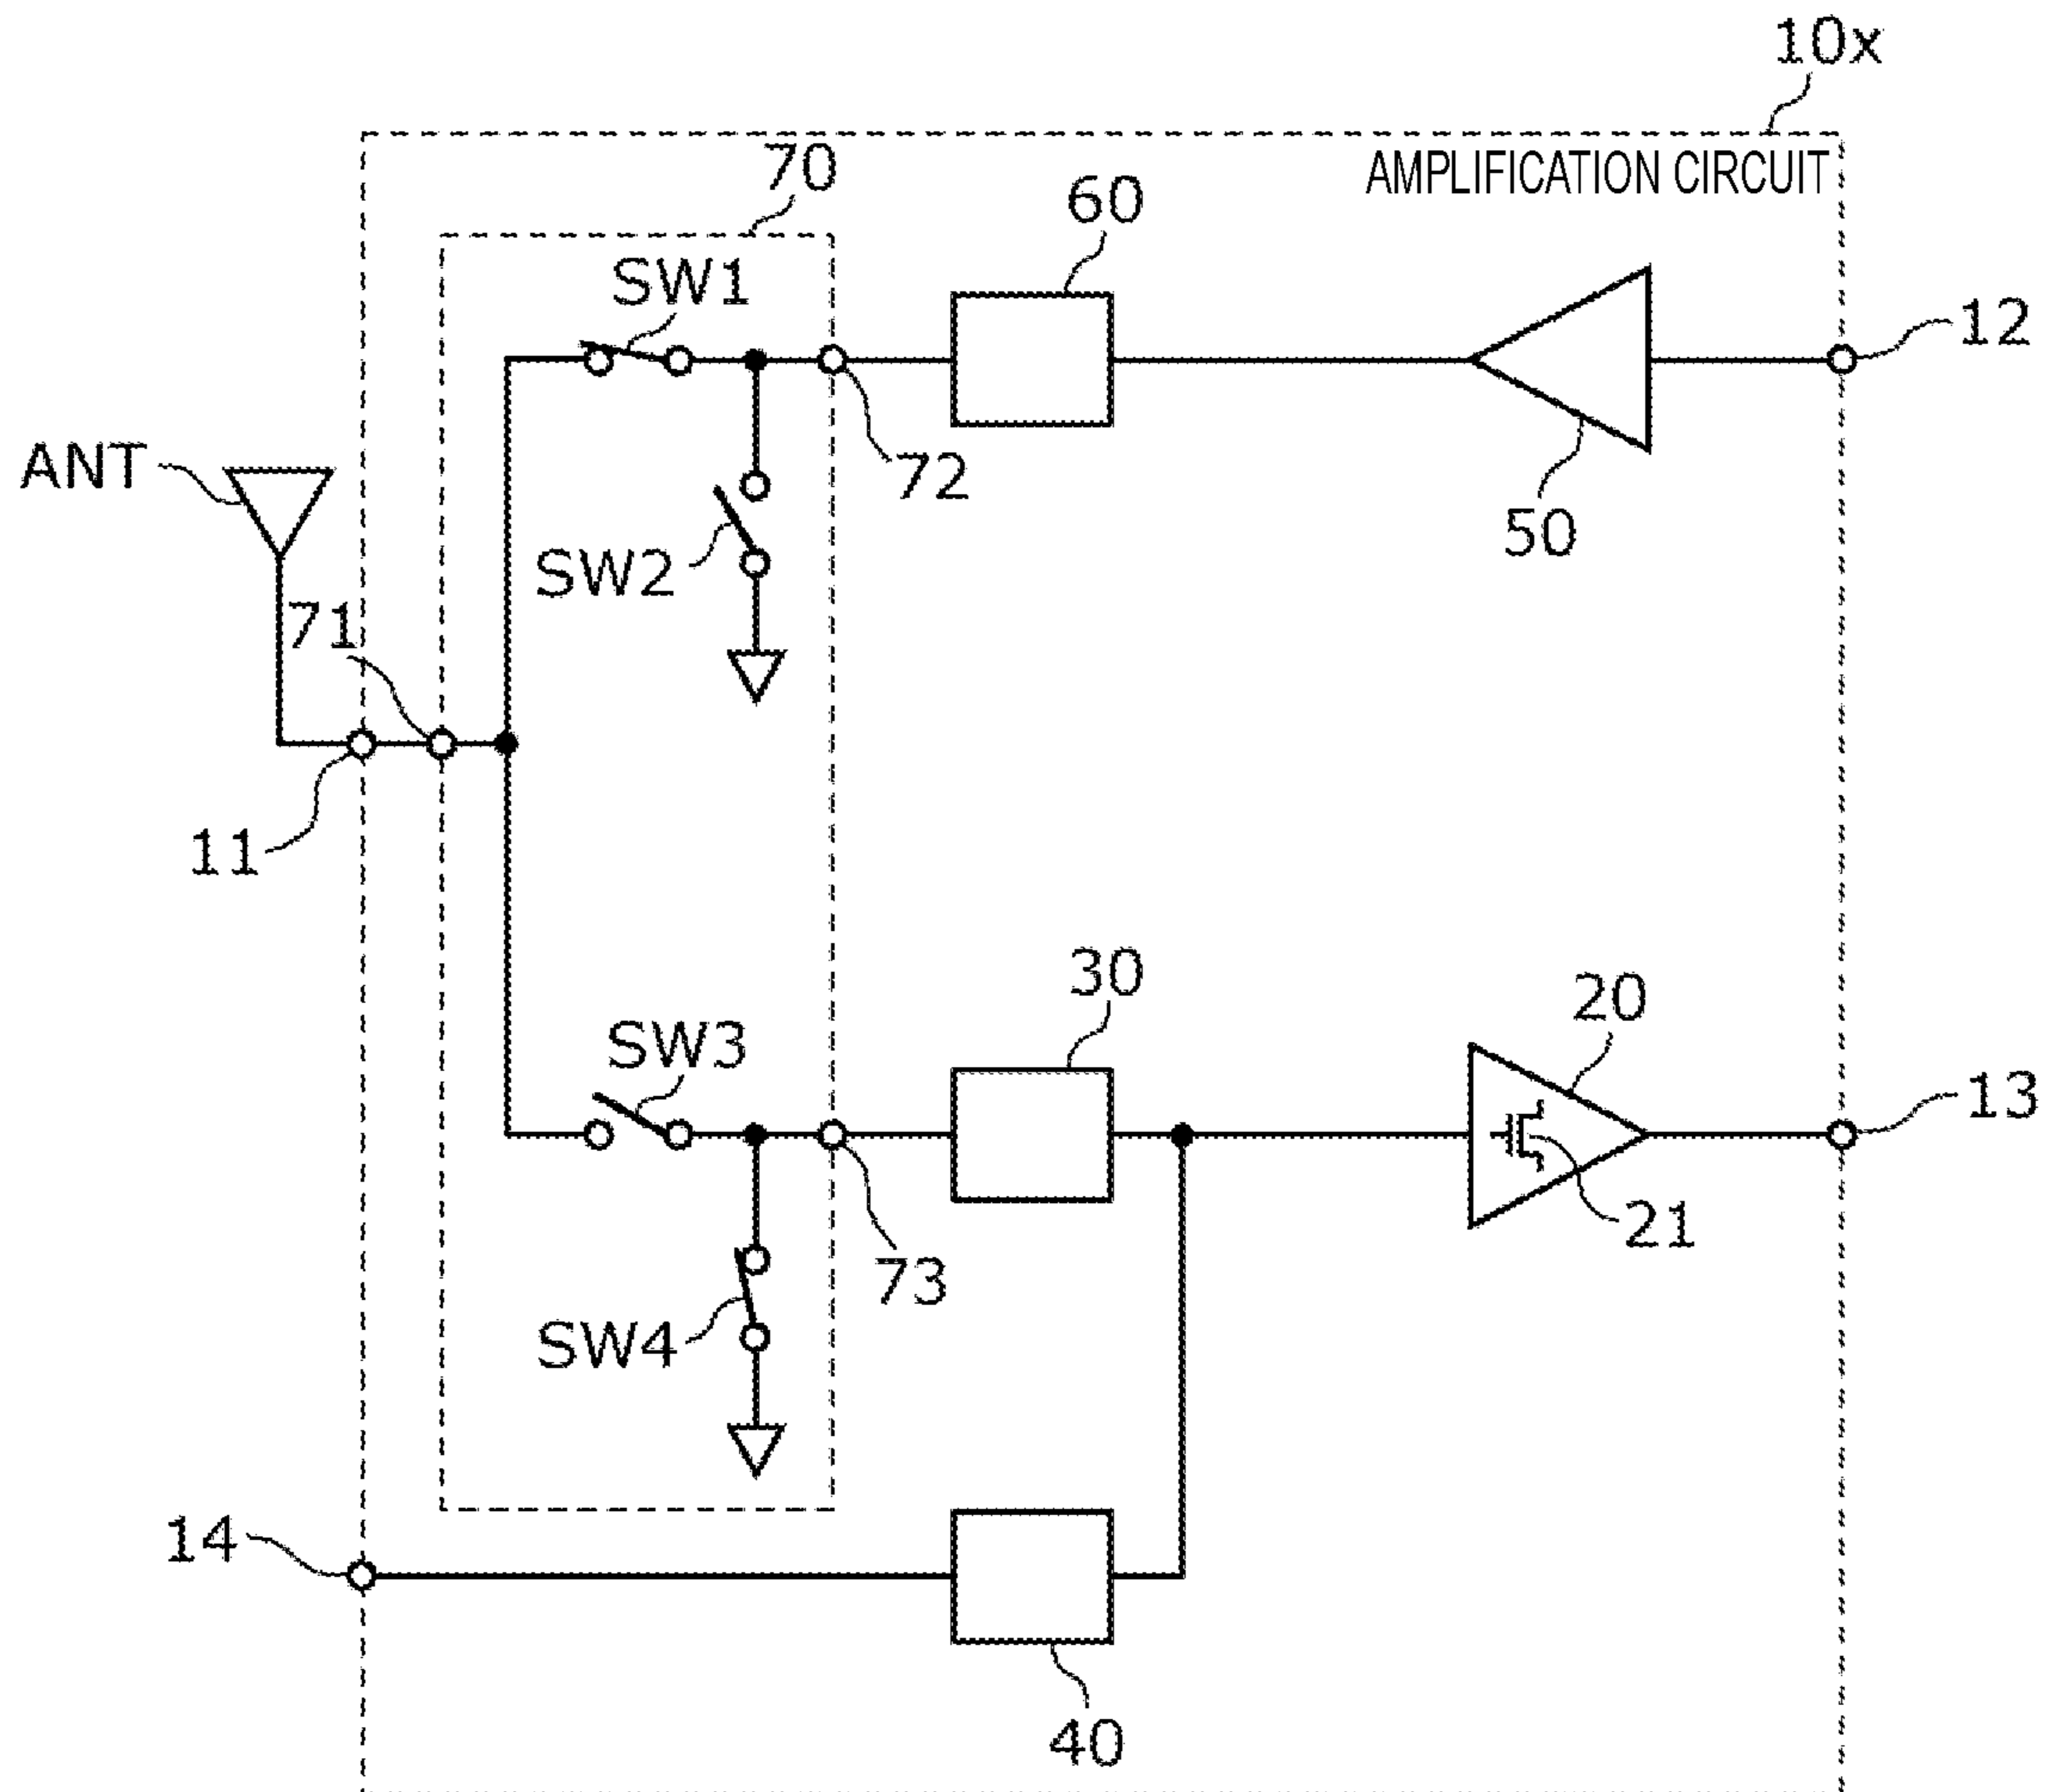 10x
AMPLIFICATION CIRCUIT
70
60
SW1
12
ANT
72
50
SW2
71
11
30
20
SW3
13
21
73
SW4
14
40